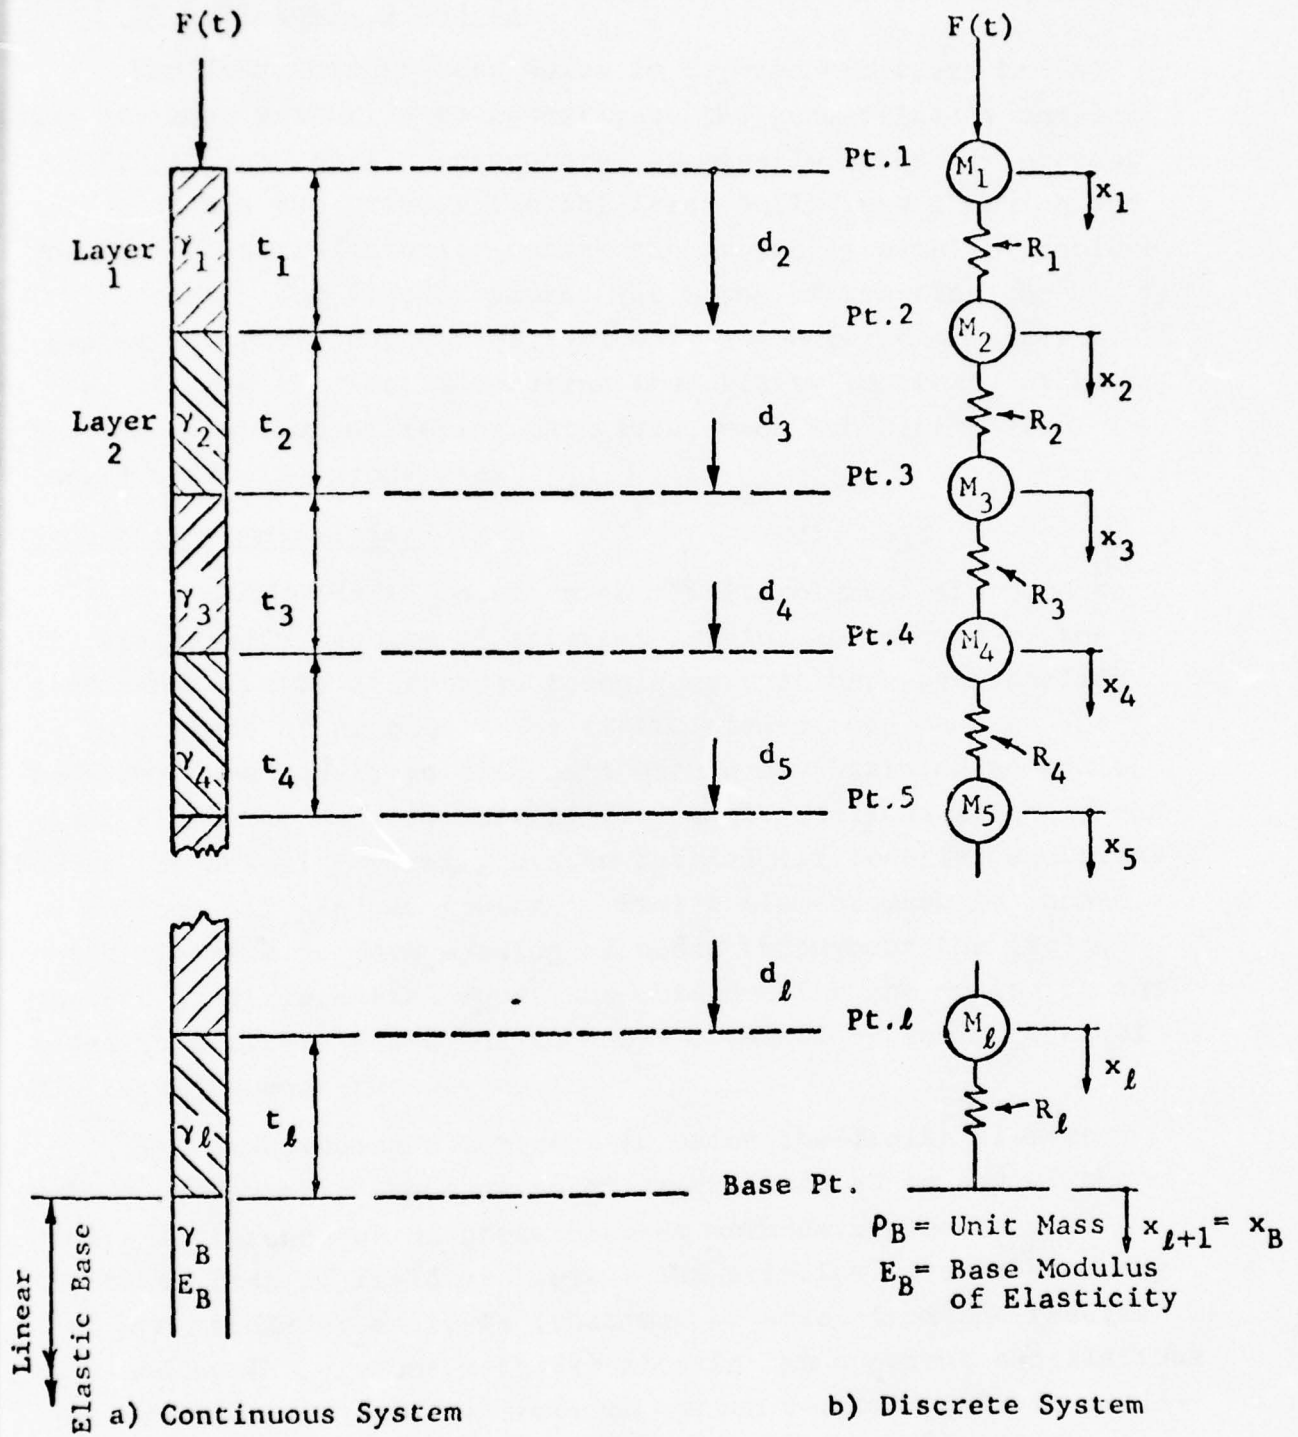 F(t)
F(t)
Pt.1
M1
x1
Layer
1
γ1
t1
d2
R1
Pt.2
M2
x2
Layer
2
γ2
t2
d3
R2
Pt.3
M3
x3
γ3
t3
d4
R3
Pt.4
M4
x4
γ4
t4
d5
R4
Pt.5
M5
x5
dℓ
Pt.ℓ
Mℓ
xℓ
γℓ
tℓ
Rℓ
Base Pt.
Linear
Elastic Base
γB
EB
ρB= Unit Mass
xℓ+1= xB
EB= Base Modulus
of Elasticity
a) Continuous System
b) Discrete System